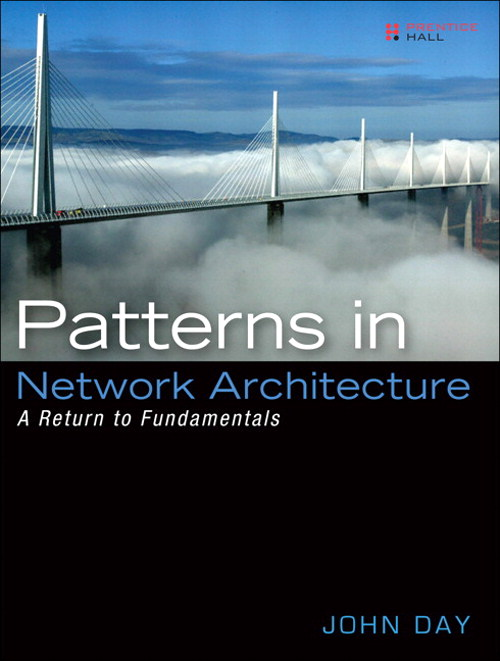 PRENTICE
HALL
Patterns in
Network Architecture
A Return to Fundamentals
JOHN DAY